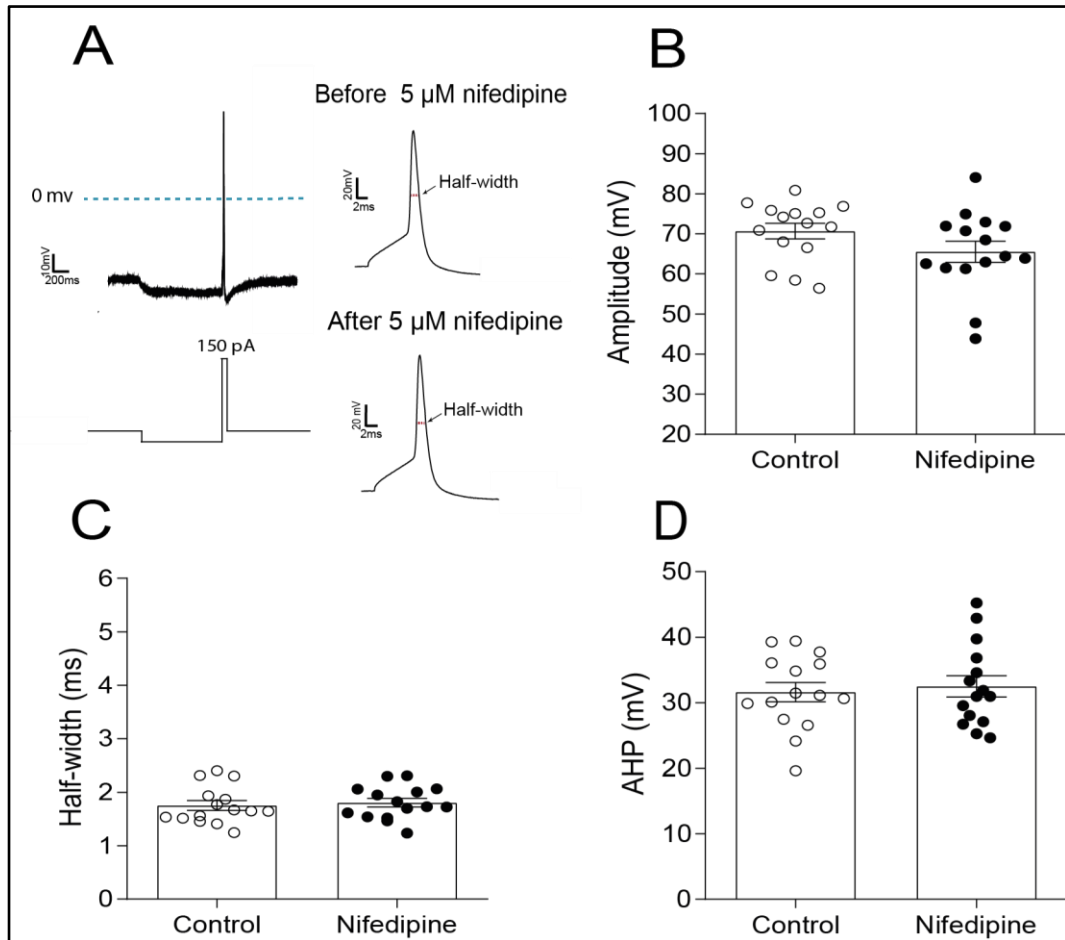 A
Before 5 µM nifedipine
Half-width
20mV
2ms
0 mv
10mV
200ms
150 pA
After 5 µM nifedipine
Half-width
20 mV
2ms
B
Amplitude (mV)
100
90
80
70
60
50
40
30
20
Control
Nifedipine
C
Half-width (ms)
6
5
4
3
2
1
0
Control
Nifedipine
D
AHP (mV)
50
40
30
20
10
0
Control
Nifedipine